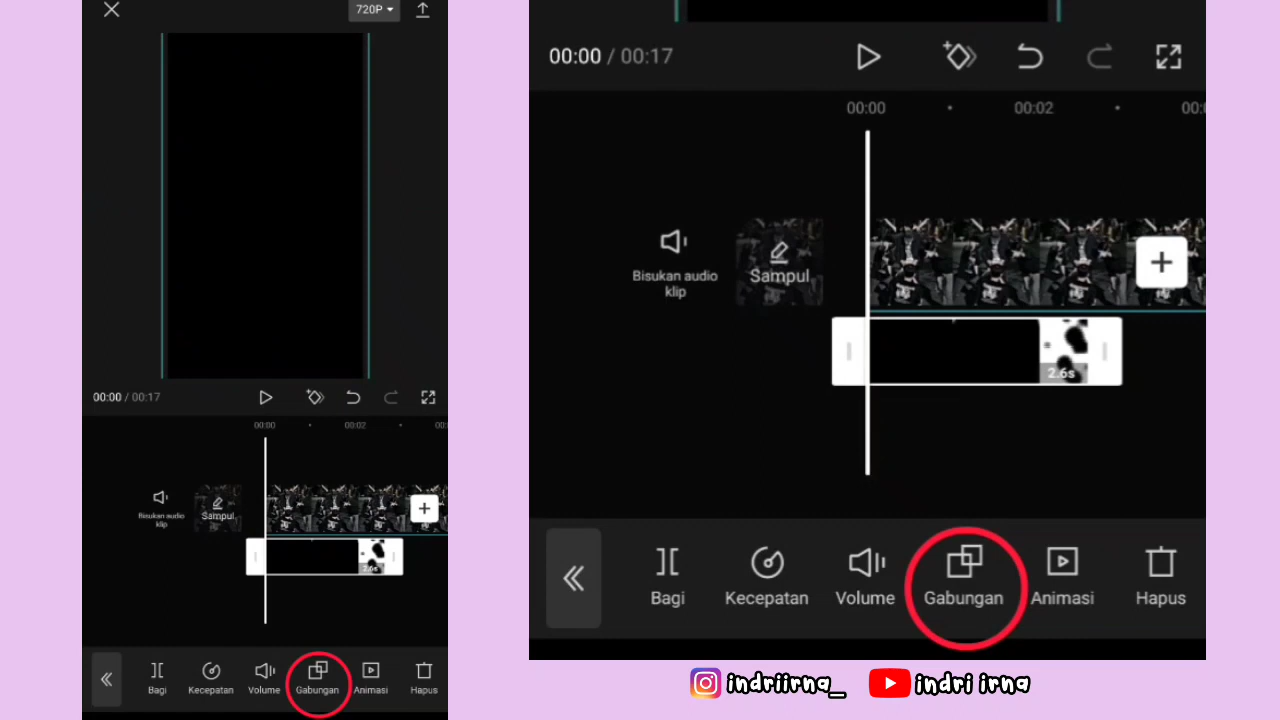 720P
00:00 / 00:17
00:00
00:02
00:
Bisukan audio
klip
Sampul
2.6s
Bagi
Kecepatan
Volume
Gabungan
Animasi
Hapus
00:00 / 00:17
00:00
00:02
00:
Bisukan audio
klip
Sampul
2.6s
Bagi
Kecepatan
Volume
Gabungan
Animasi
Hapus
indriirna_
indri irna